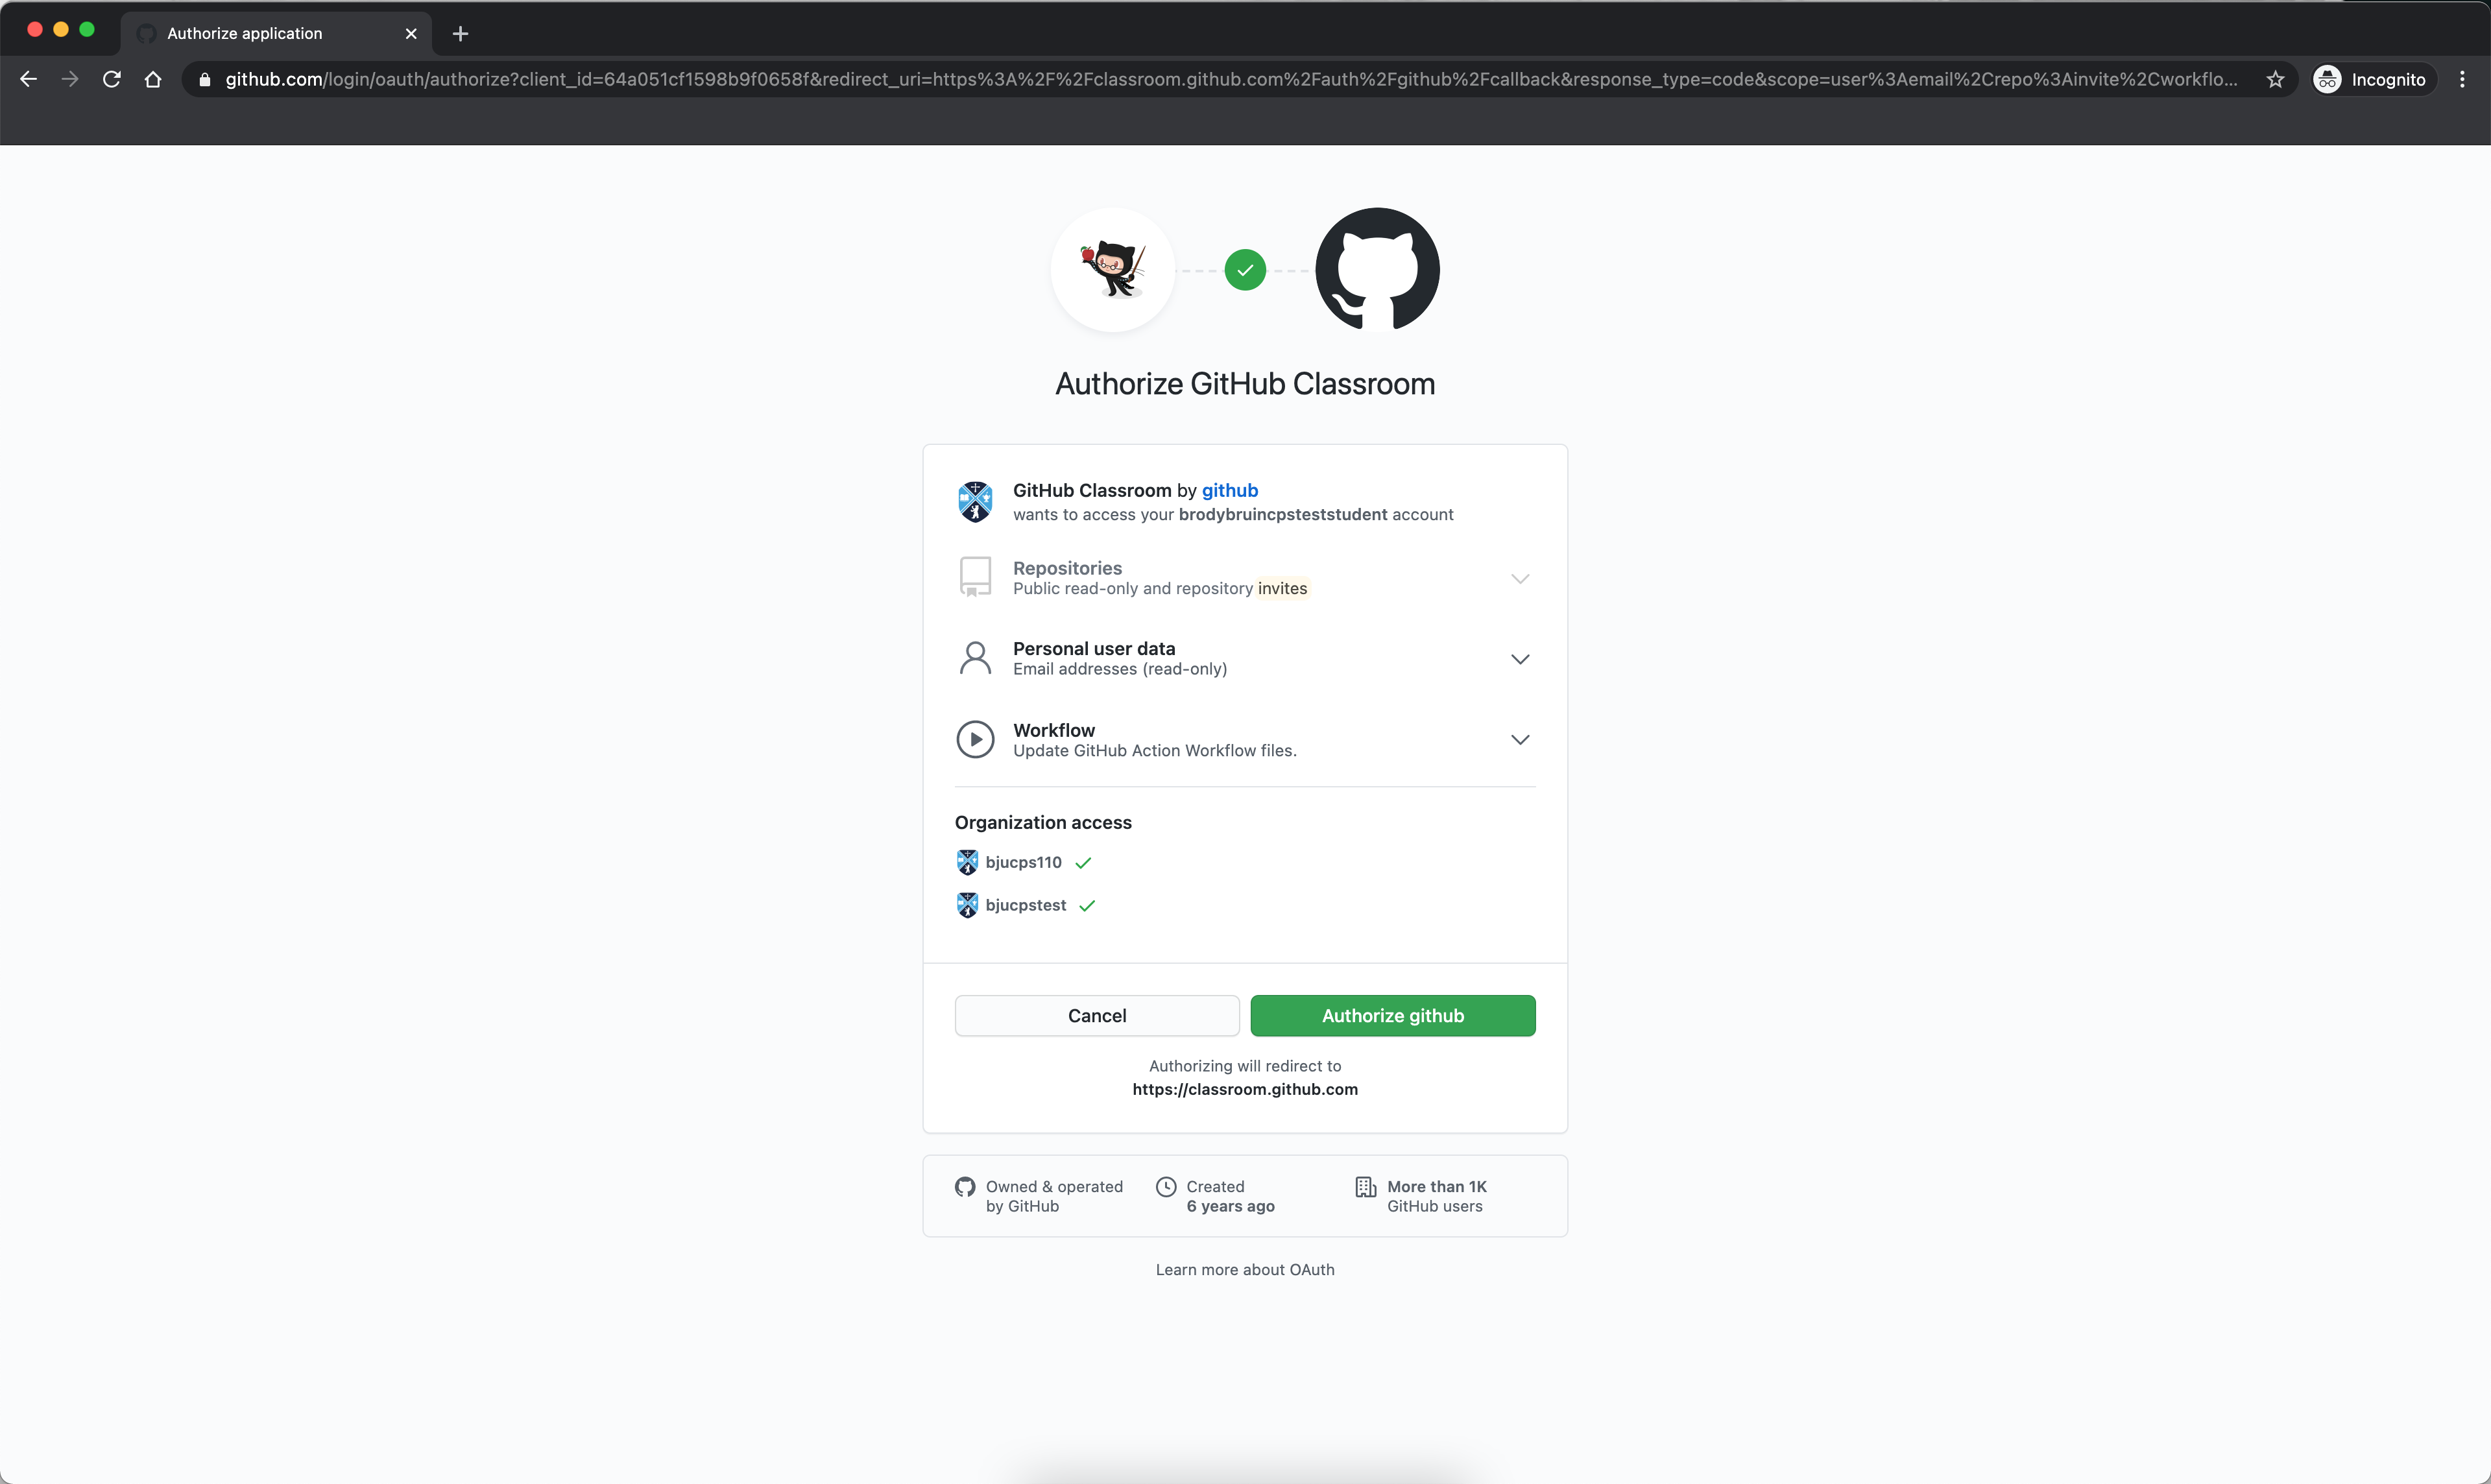 Authorize application
github.com/login/oauth/authorize?client_id=64a051cf1598b9f0658f&redirect_uri=https%3A%2F%2Fclassroom.github.com%2Fauth%2Fgithub%2Fcallback&response_type=code&scope=user%3Aemail%2Crepo%3Ainvite%2Cworkflo...
Incognito
Authorize GitHub Classroom
GitHub Classroom by github
wants to access your brodybruincpsteststudent account
Repositories
Public read-only and repository invites
Personal user data
Email addresses (read-only)
Workflow
Update GitHub Action Workflow files.
Organization access
bjucps110
bjucpstest
Cancel
Authorize github
Authorizing will redirect to
https://classroom.github.com
Owned & operated
by GitHub
Created
6 years ago
More than 1K
GitHub users
Learn more about OAuth